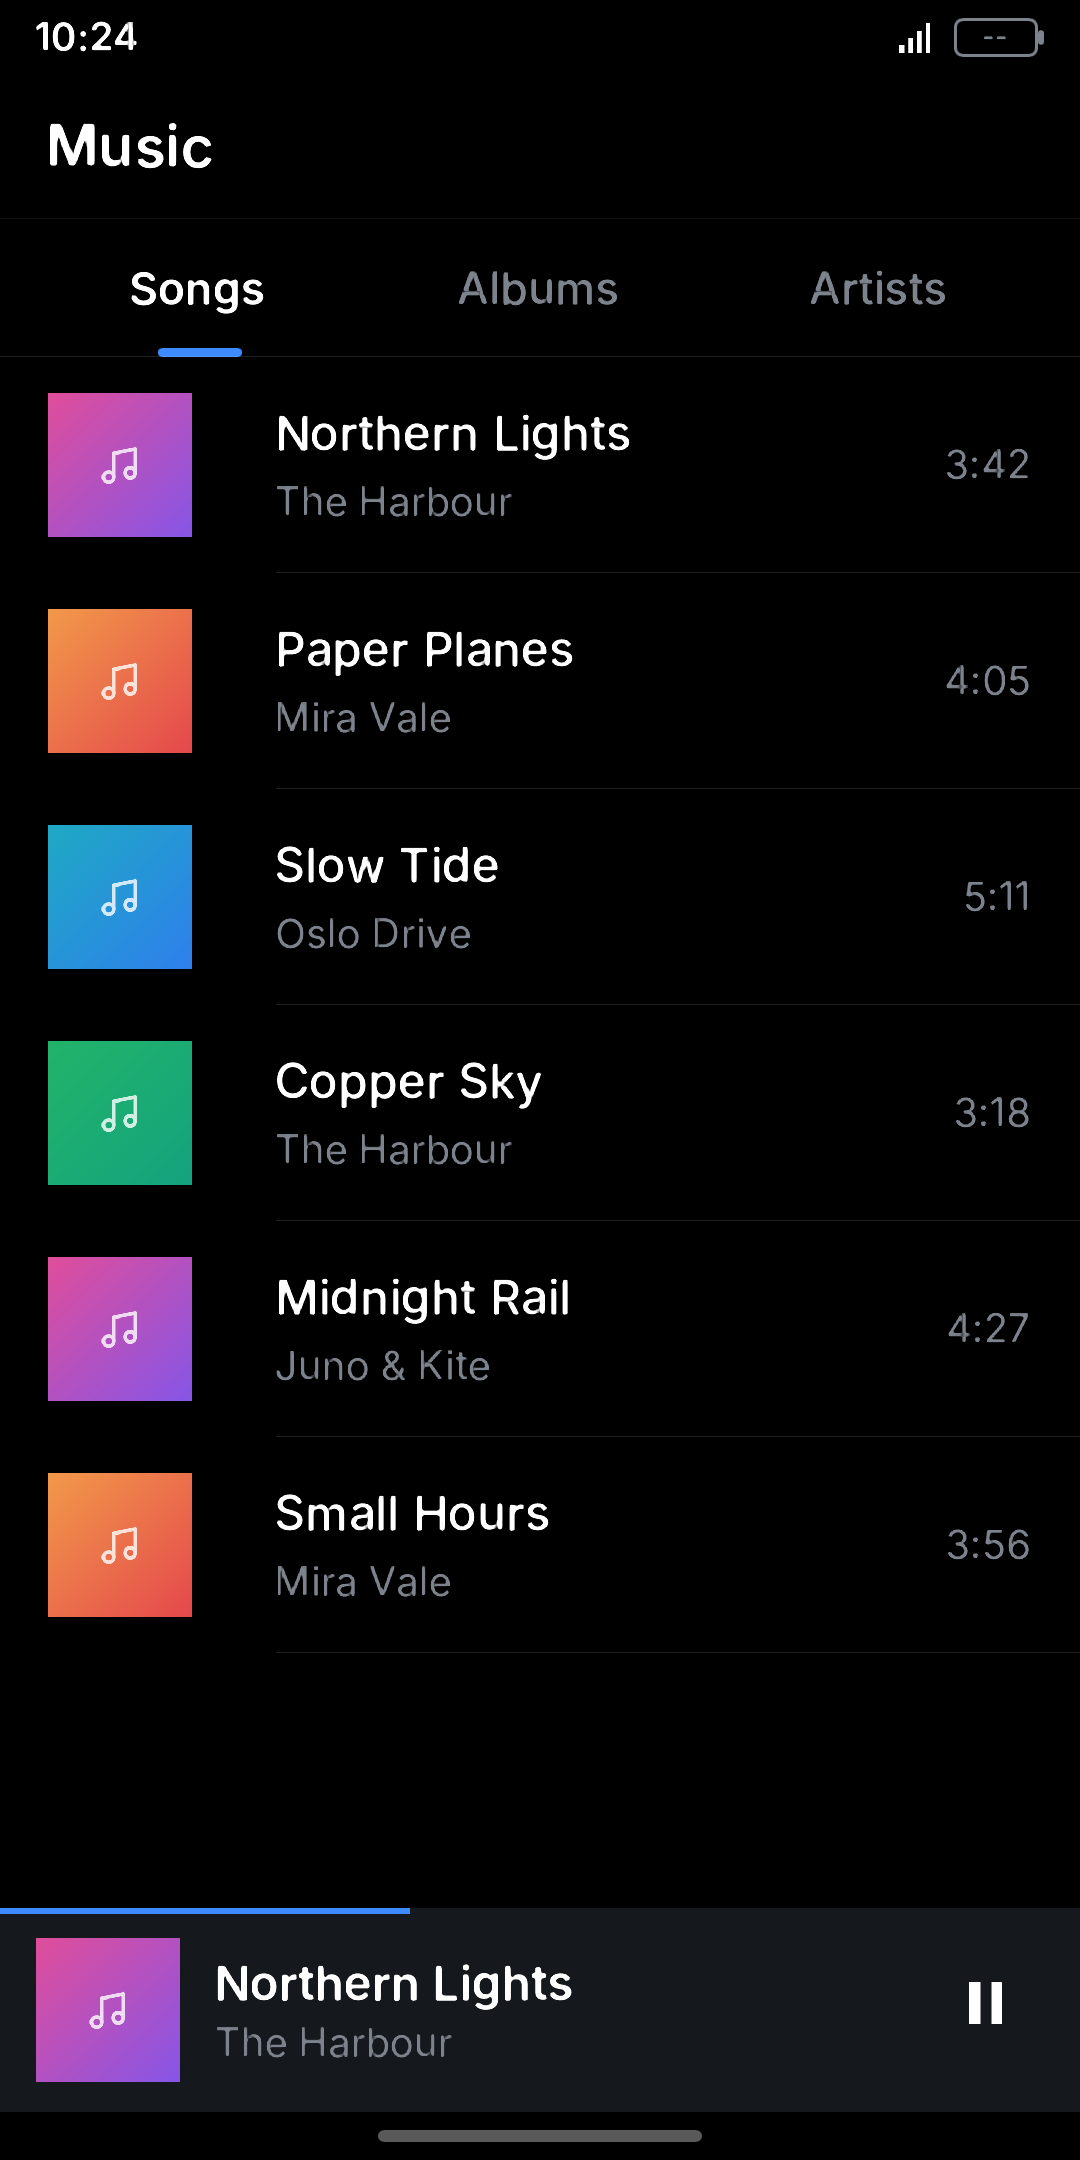 10:24
--
Music
Songs Albums Artists
Northern Lights
The Harbour
3:42
Paper Planes
Mira Vale
4:05
Slow Tide
Oslo Drive
5:11
Copper Sky
The Harbour
3:18
Midnight Rail
Juno & Kite
4:27
Small Hours
Mira Vale
3:56
Northern Lights
The Harbour